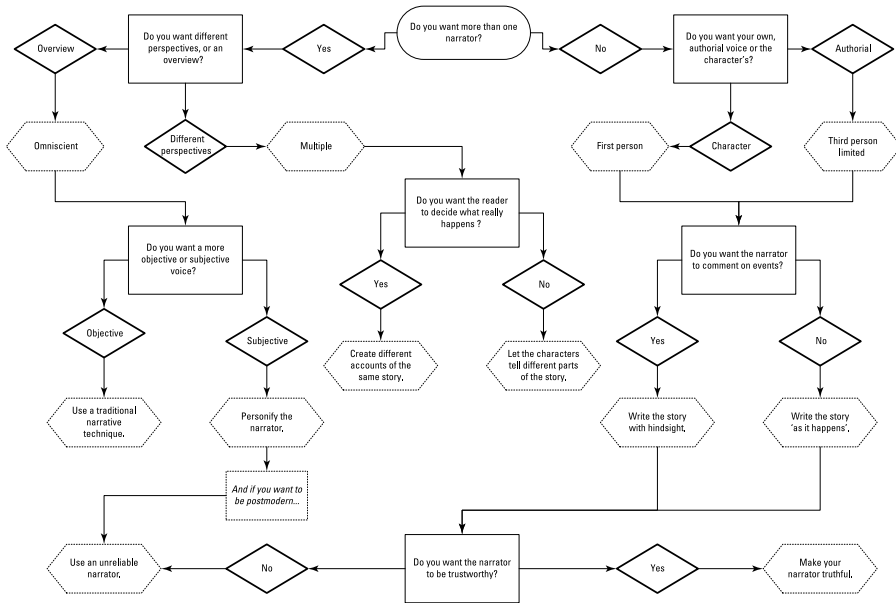 Do you want more than one
narrator?
Overview
Do you want different
perspectives, or an
overview?
Yes
No
Do you want your own,
authorial voice or the
character's?
Authorial
Omniscient
Different
perspectives
Multiple
First person
Character
Third person
limited
Do you want the reader
to decide what really
happens ?
Do you want a more
objective or subjective
voice?
Do you want the narrator
to comment on events?
Yes
No
Objective
Subjective
Yes
No
Create different
accounts of the
same story.
Let the characters
tell different parts
of the story.
Use a traditional
narrative
technique.
Personify the
narrator.
Write the story
with hindsight.
Write the story
'as it happens'.
And if you want to
be postmodern...
Use an unreliable
narrator.
No
Do you want the narrator
to be trustworthy?
Yes
Make your
narrator truthful.